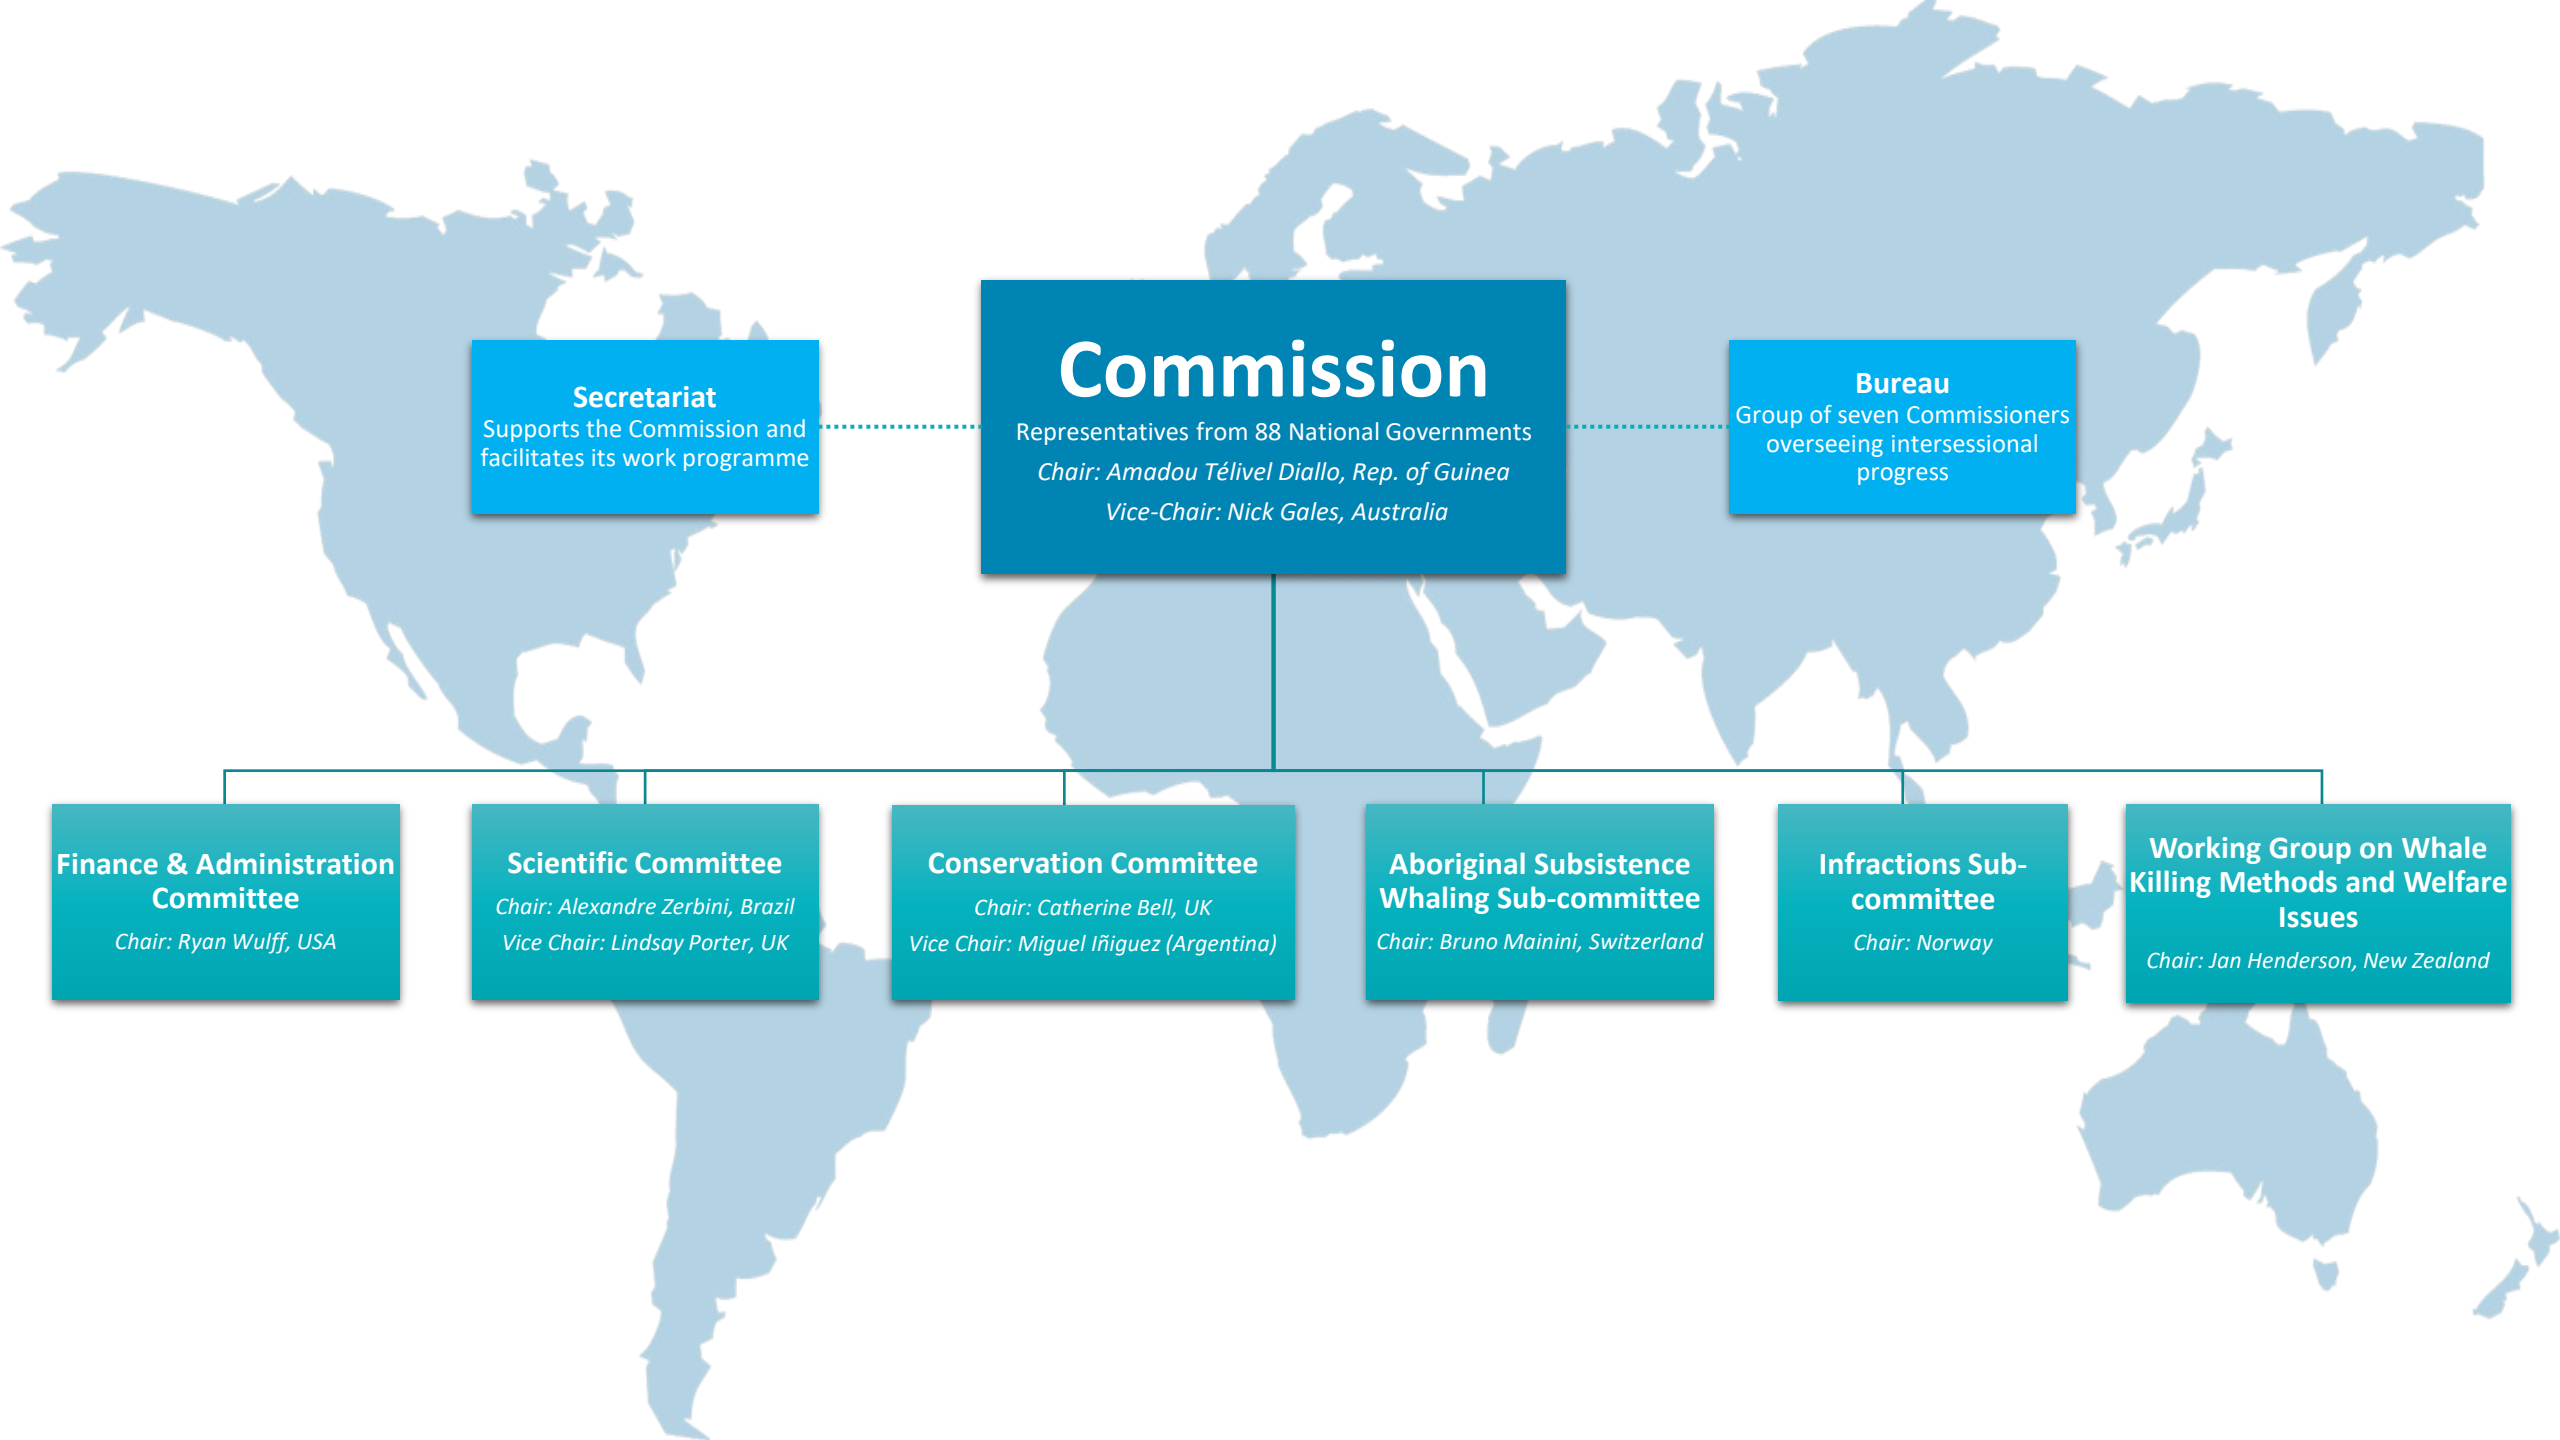 Commission
Representatives from 88 National Governments
Chair: Amadou Télivel Diallo, Rep. of Guinea
Vice-Chair: Nick Gales, Australia
Secretariat
Supports the Commission and
facilitates its work programme
Bureau
Group of seven Commissioners
overseeing intersessional
progress
Finance & Administration
Committee
Chair: Ryan Wulff, USA
Scientific Committee
Chair: Alexandre Zerbini, Brazil
Vice Chair: Lindsay Porter, UK
Conservation Committee
Chair: Catherine Bell, UK
Vice Chair: Miguel Iñiguez (Argentina)
Aboriginal Subsistence
Whaling Sub-committee
Chair: Bruno Mainini, Switzerland
Infractions Sub-
committee
Chair: Norway
Working Group on Whale
Killing Methods and Welfare
Issues
Chair: Jan Henderson, New Zealand